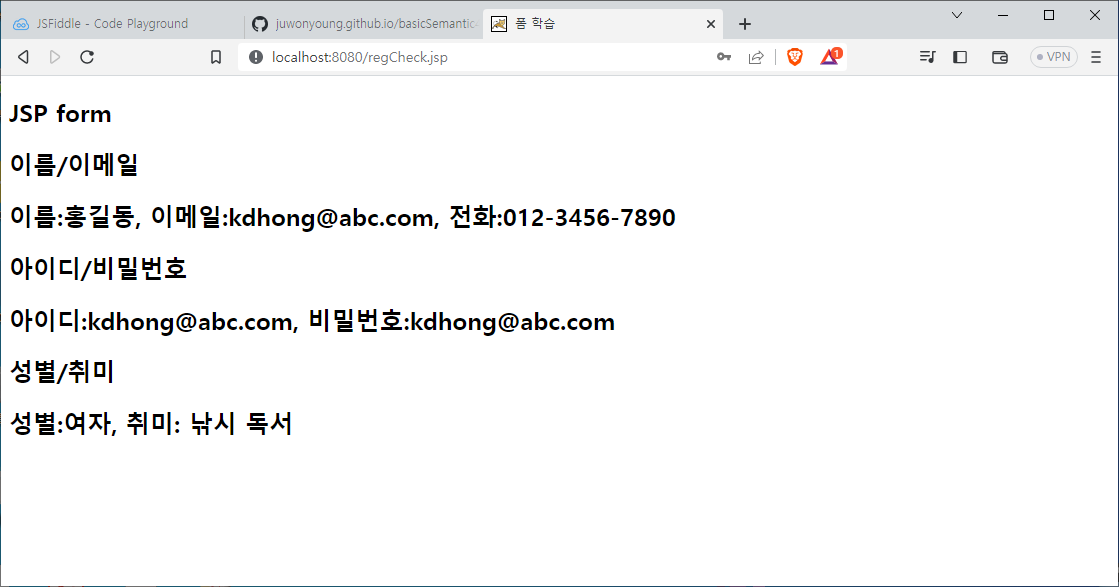 JSFiddle - Code Playground
juwonyoung.github.io/basicSemantic
폼 학습
localhost:8080/regCheck.jsp
1
VPN
JSP form
이름/이메일
이름:홍길동, 이메일:kdhong@abc.com, 전화:012-3456-7890
아이디/비밀번호
아이디:kdhong@abc.com, 비밀번호:kdhong@abc.com
성별/취미
성별:여자, 취미: 낚시 독서